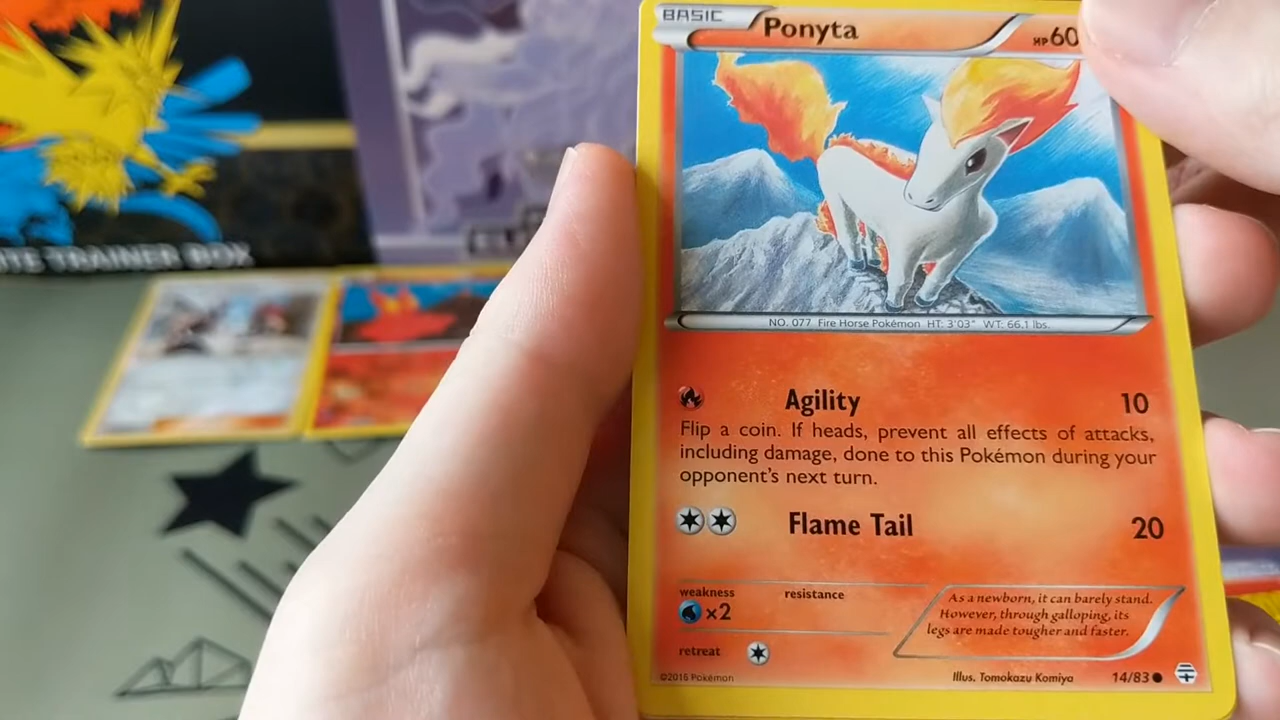 BASIC
Ponyta
HP60
NO. 077 Fire Horse Pokémon HT: 3'03" WT: 66.1 lbs.
Agility 10
Flip a coin. If heads, prevent all effects of attacks,
including damage, done to this Pokémon during your
opponent's next turn.
Flame Tail 20
weakness resistance
×2
retreat
As a newborn, it can barely stand.
However, through galloping, its
legs are made tougher and faster.
©2016 Pokémon
Illus. Tomokazu Komiya
14/83
TRAINER BOX